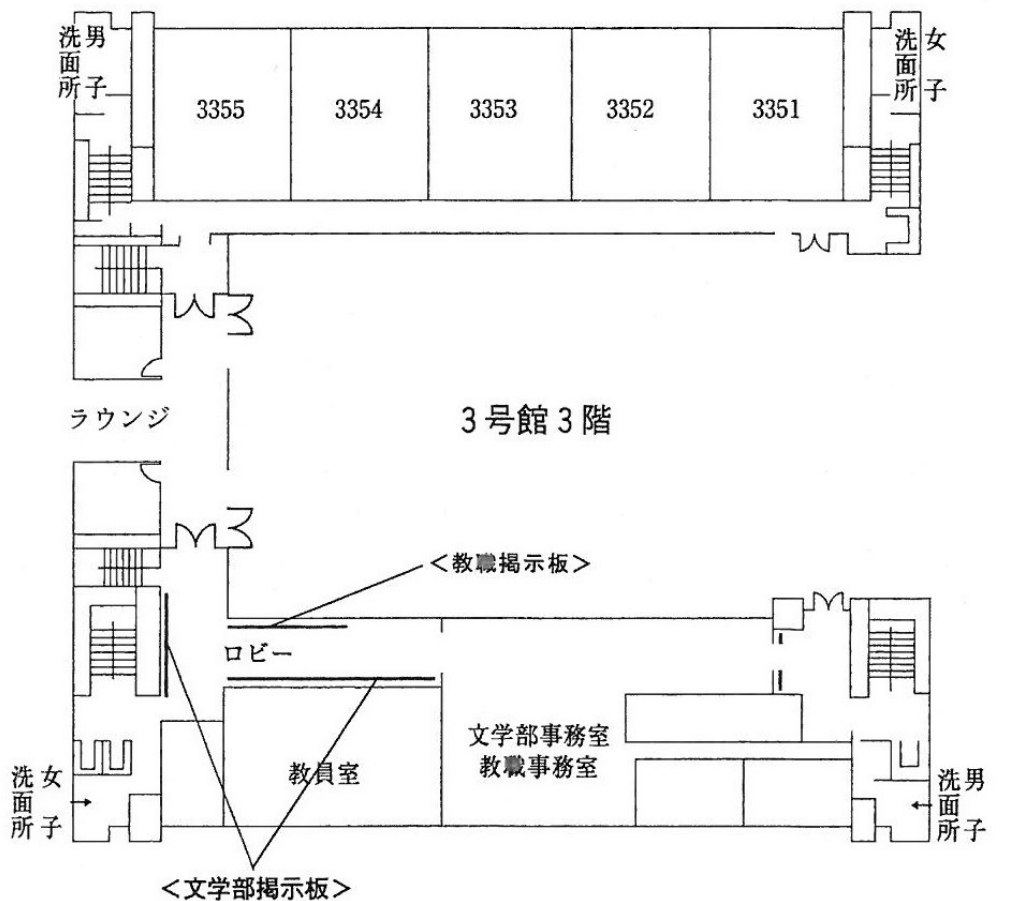 男子
洗面所
女子
洗面所
3355
3354
3353
3352
3351
ラウンジ
3号館3階
<教職掲示板>
ロビー
文学部事務室
教職事務室
教員室
女子
洗面所
男子
洗面所
<文学部掲示板>